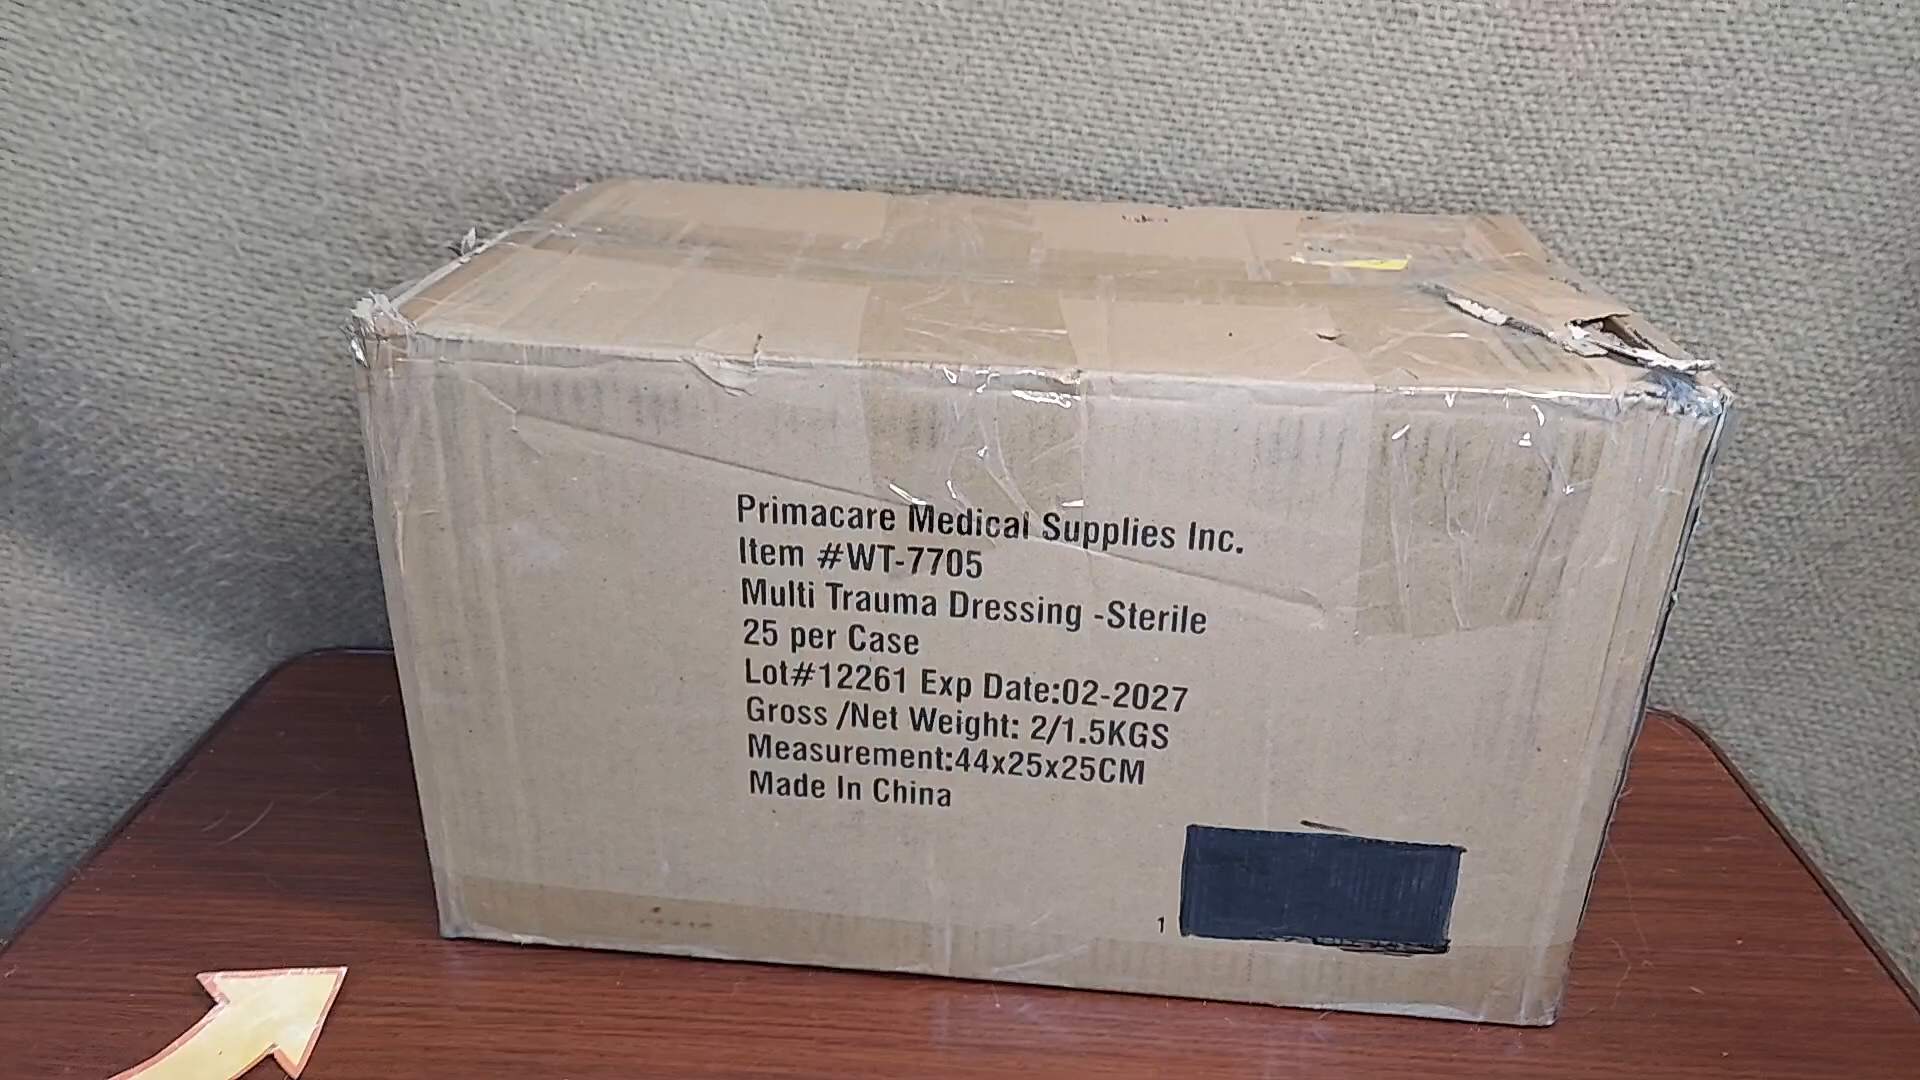 Primacare Medical Supplies Inc.
Item #WT-7705
Multi Trauma Dressing -Sterile
25 per Case
Lot#12261 Exp Date:02-2027
Gross /Net Weight: 2/1.5KGS
Measurement:44x25x25CM
Made In China
1